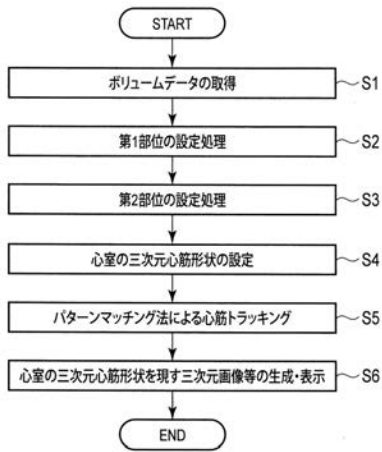 START
ボリュームデータの取得 S1
第1部位の設定処理 S2
第2部位の設定処理 S3
心室の三次元心筋形状の設定 S4
パターンマッチング法による心筋トラッキング S5
心室の三次元心筋形状を現す三次元画像等の生成・表示 S6
END